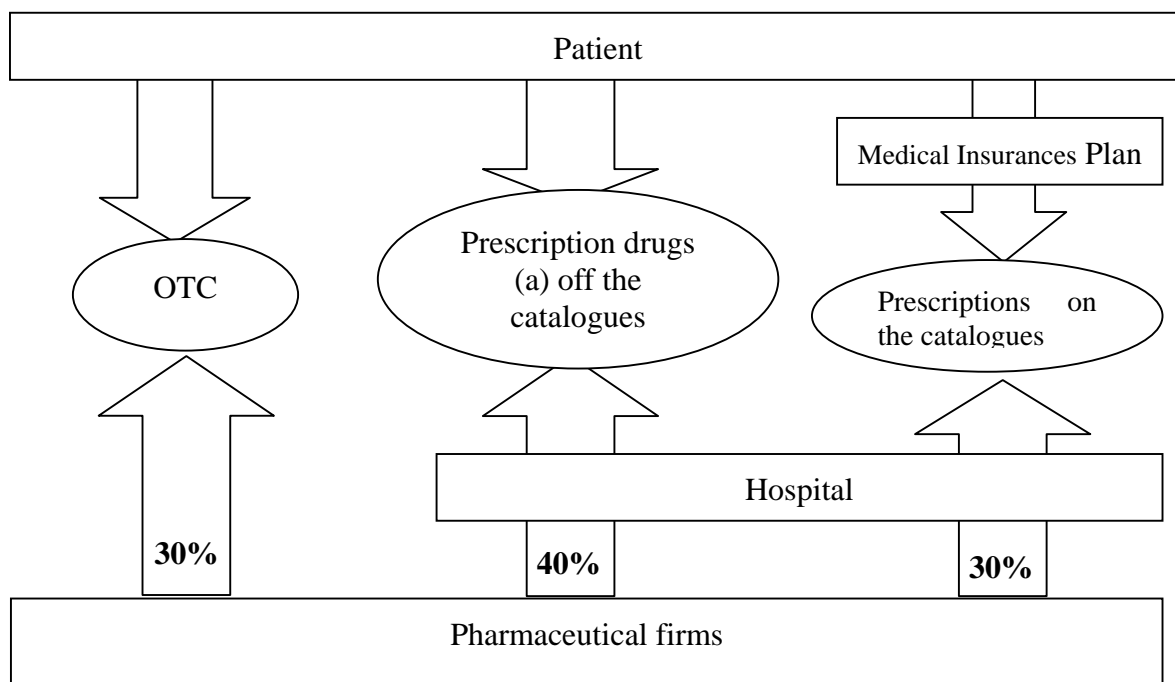 Patient
Medical Insurances Plan
OTC
Prescription drugs
(a) off the
catalogues
Prescriptions on
the catalogues
Hospital
30%
40%
30%
Pharmaceutical firms